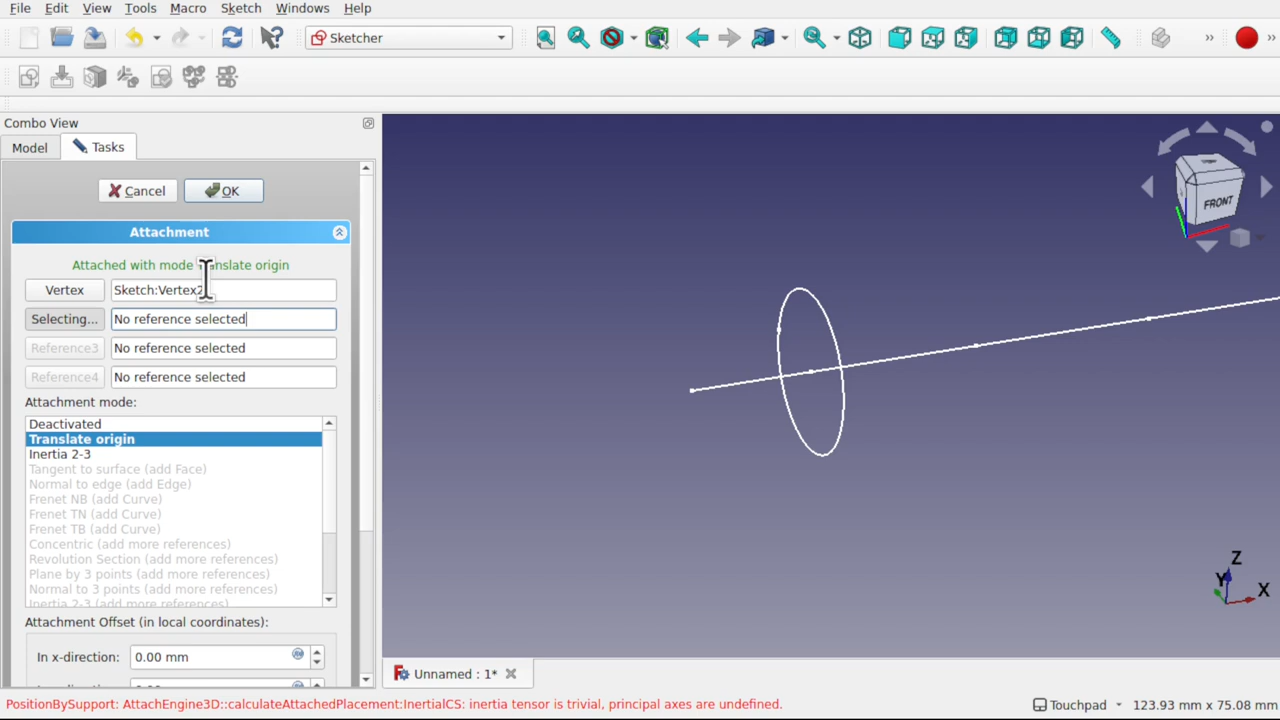 File Edit View Tools Macro Sketch Windows Help
Sketcher
Combo View
Model Tasks
Cancel OK
Attachment
Attached with mode Translate origin
Vertex Sketch:Vertex2
Selecting... No reference selected
Reference3 No reference selected
Reference4 No reference selected
Attachment mode:
Deactivated
Translate origin
Inertia 2-3
Tangent to surface (add Face)
Normal to edge (add Edge)
Frenet NB (add Curve)
Frenet TN (add Curve)
Frenet TB (add Curve)
Concentric (add more references)
Revolution Section (add more references)
Plane by 3 points (add more references)
Normal to 3 points (add more references)
Inertia 2-3 (add more references)
Attachment Offset (in local coordinates):
In x-direction: 0.00 mm
FRONT
Z
Y
X
Unnamed : 1*
PositionBySupport: AttachEngine3D::calculateAttachedPlacement:InertialCS: inertia tensor is trivial, principal axes are undefined.
Touchpad 123.93 mm x 75.08 mm